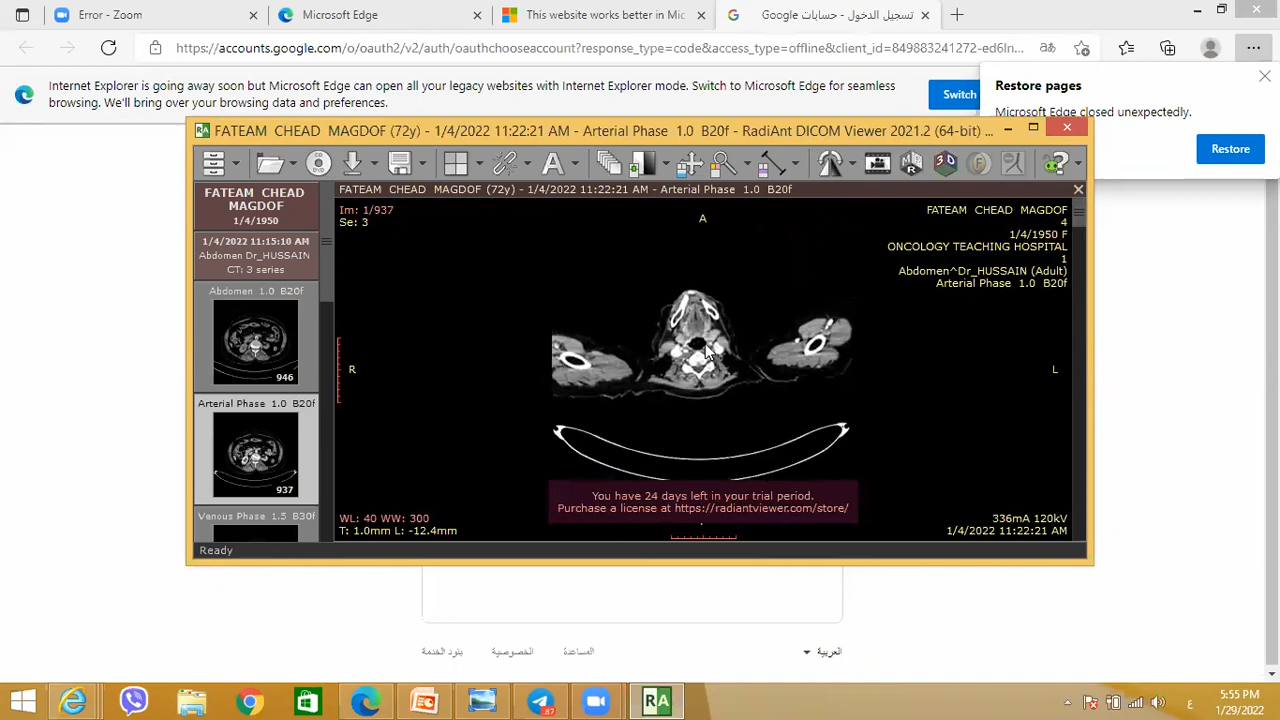 Error - Zoom
Microsoft Edge
This website works better in Mic
تسجيل الدخول - حسابات Google
https://accounts.google.com/o/oauth2/v2/auth/oauthchooseaccount?response_type=code&access_type=offline&client_id=849883241272-ed6ln...
Internet Explorer is going away soon but Microsoft Edge can open all your legacy websites with Internet Explorer mode. Switch to Microsoft Edge for seamless
browsing. We'll bring over your browsing data and preferences.
Switch
Restore pages
Microsoft Edge closed unexpectedly.
Restore
FATEAM CHEAD MAGDOF (72y) - 1/4/2022 11:22:21 AM - Arterial Phase 1.0 B20f - RadiAnt DICOM Viewer 2021.2 (64-bit) ...
FATEAM CHEAD
MAGDOF
1/4/1950
1/4/2022 11:15:10 AM
Abdomen Dr_HUSSAIN
CT: 3 series
Abdomen 1.0 B20f
946
Arterial Phase 1.0 B20f
937
Venous Phase 1.5 B30f
FATEAM CHEAD MAGDOF (72y) - 1/4/2022 11:22:21 AM - Arterial Phase 1.0 B20f
Im: 1/937
Se: 3
A
FATEAM CHEAD MAGDOF
4
1/4/1950 F
ONCOLOGY TEACHING HOSPITAL
1
Abdomen^Dr_HUSSAIN (Adult)
Arterial Phase 1.0 B20f
R
L
You have 24 days left in your trial period.
Purchase a license at https://radiantviewer.com/store/
WL: 40 WW: 300
T: 1.0mm L: -12.4mm
336mA 120kV
1/4/2022 11:22:21 AM
Ready
العربية
المساعدة
الخصوصية
بنود الخدمة
87
RA
ع
5:55 PM
1/29/2022